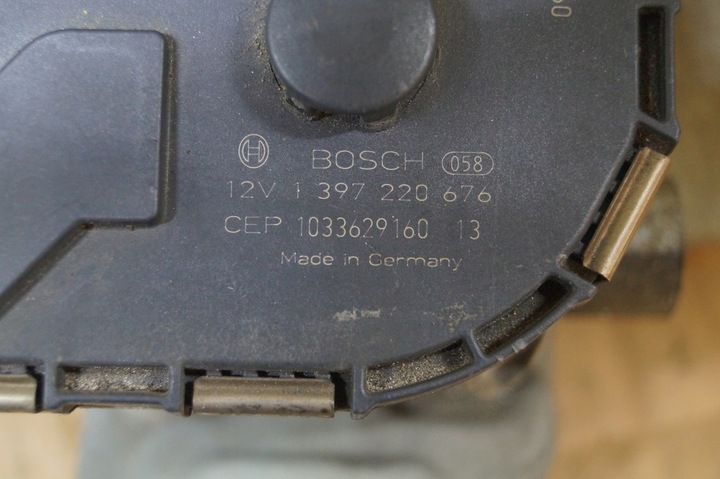 BOSCH 058
12V 1 397 220 676
CEP 1033629160 13
Made in Germany